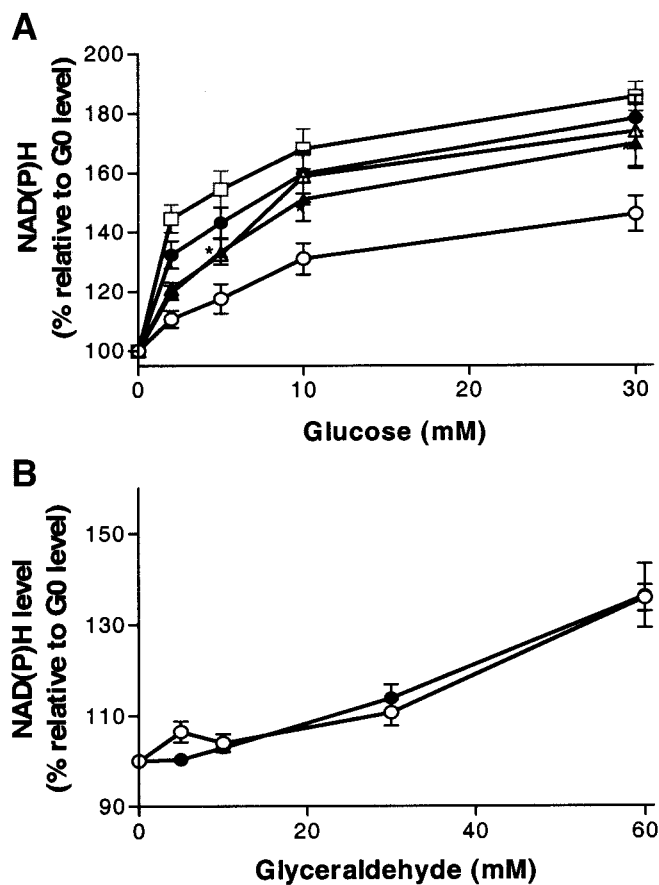 A
NAD(P)H
(% relative to G0 level)
200
180
160
140
120
100
*
*
0
10
20
30
Glucose (mM)
B
NAD(P)H level
(% relative to G0 level)
150
130
110
90
0
20
40
60
Glyceraldehyde (mM)